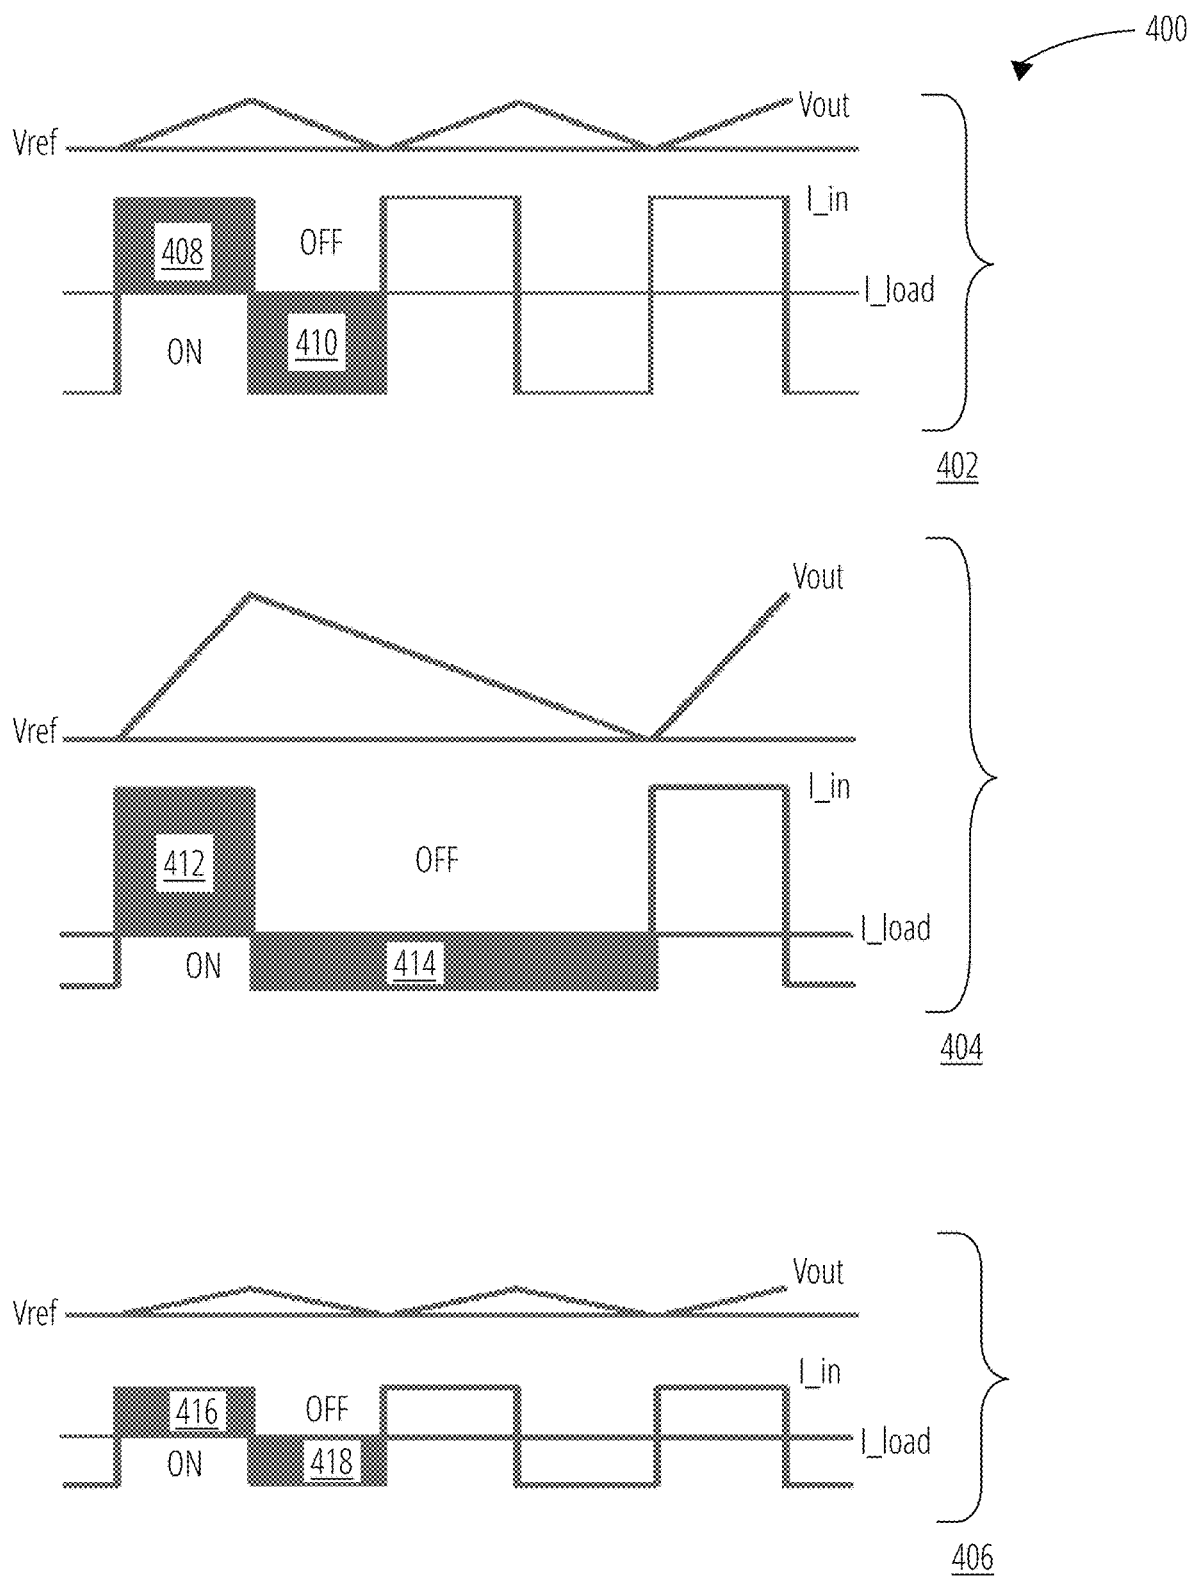 400
Vout
Vref
I_in
408
OFF
I_load
ON
410
402
Vout
Vref
I_in
412
OFF
I_load
ON
414
404
Vout
Vref
I_in
416
OFF
I_load
ON
418
406